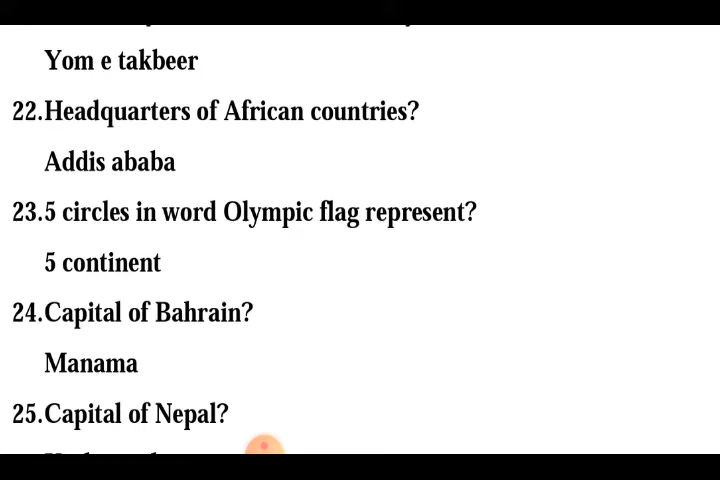 Yom e takbeer
22.Headquarters of African countries?
Addis ababa
23.5 circles in word Olympic flag represent?
5 continent
24.Capital of Bahrain?
Manama
25.Capital of Nepal?